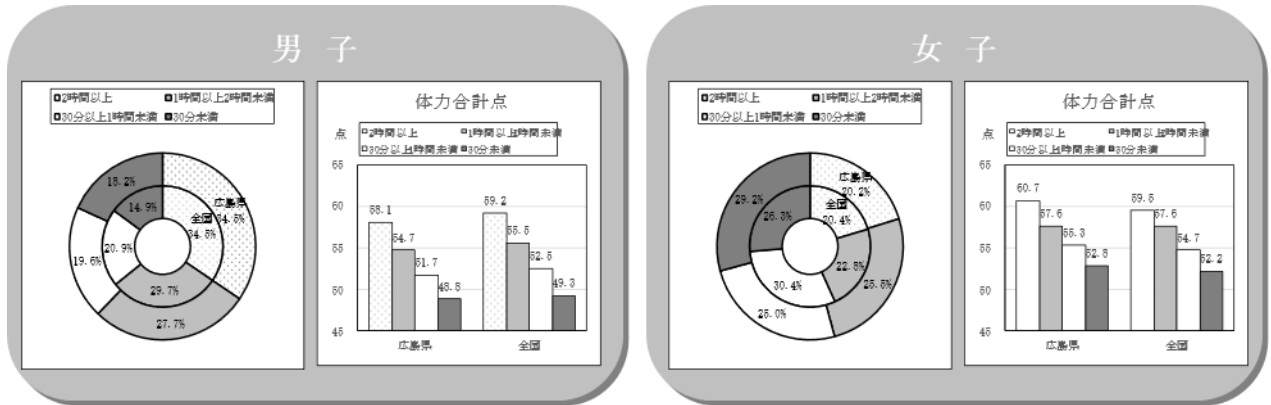 男 子
2時間以上
1時間以上2時間未満
30分以上1時間未満
30分未満
18.2%
広島県
34.5%
14.9%
全国
34.5%
20.9%
19.6%
29.7%
27.7%
体力合計点
点
2時間以上
1時間以上2時間未満
30分以上1時間未満
30分未満
65
60
55
50
45
58.1
54.7
51.7
48.8
59.2
55.5
52.5
49.3
広島県
全国
女 子
2時間以上
1時間以上2時間未満
30分以上1時間未満
30分未満
広島県
20.2%
29.2%
全国
20.4%
26.3%
22.8%
25.5%
30.4%
25.0%
体力合計点
点
2時間以上
1時間以上2時間未満
30分以上1時間未満
30分未満
65
60
55
50
45
60.7
57.6
55.3
52.8
59.5
57.6
54.7
52.2
広島県
全国